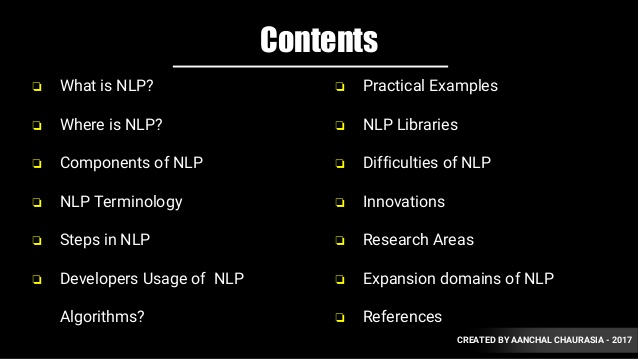 Contents
❏ What is NLP?
❏ Where is NLP?
❏ Components of NLP
❏ NLP Terminology
❏ Steps in NLP
❏ Developers Usage of NLP
Algorithms?
❏ Practical Examples
❏ NLP Libraries
❏ Difficulties of NLP
❏ Innovations
❏ Research Areas
❏ Expansion domains of NLP
❏ References
CREATED BY AANCHAL CHAURASIA - 2017